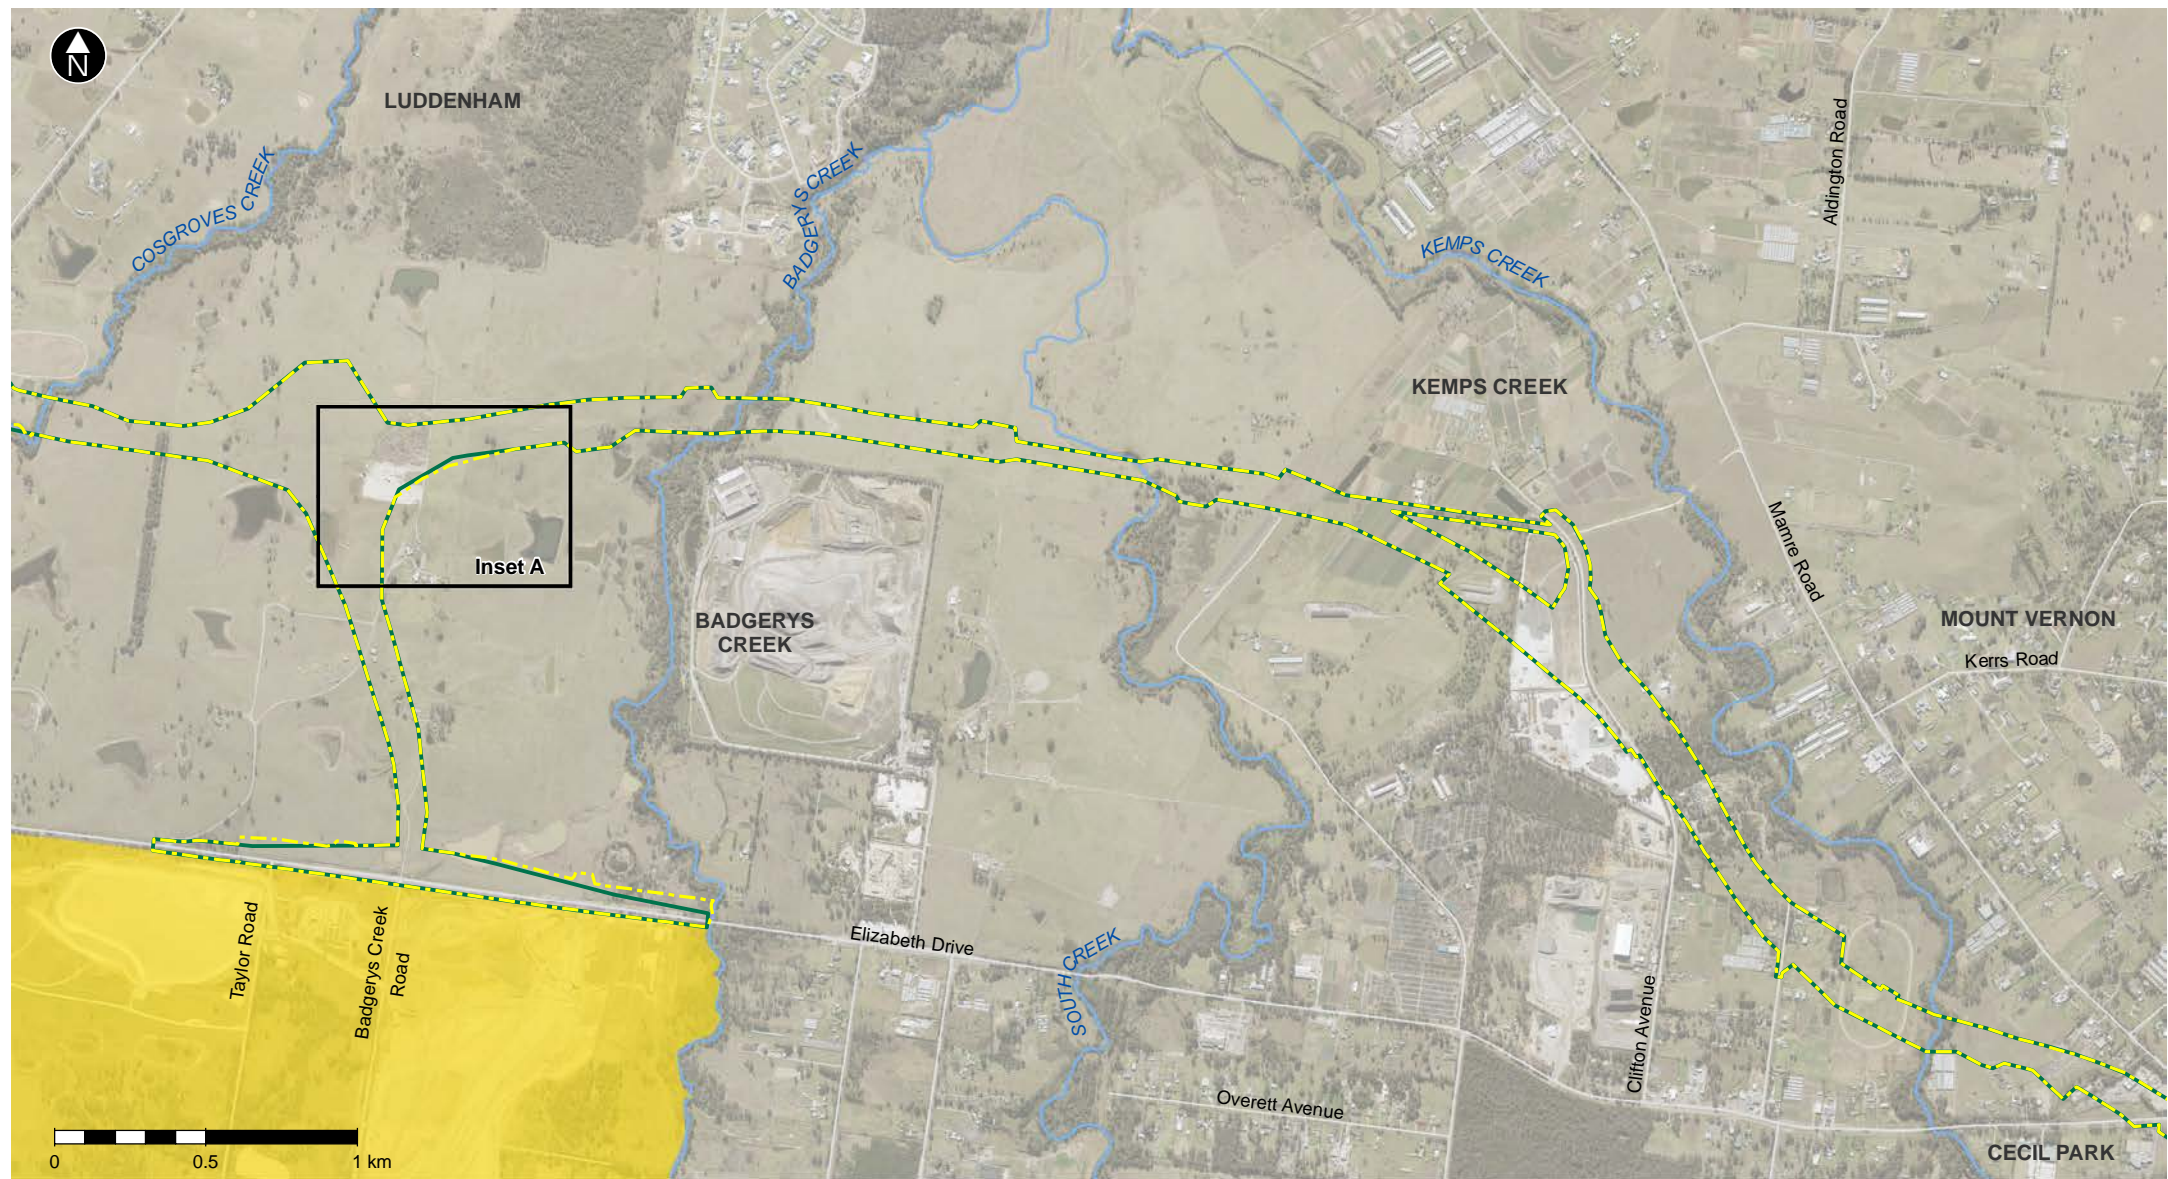 N
LUDDENHAM
COSGROVES CREEK
BADGERYS CREEK
KEMPS CREEK
Aldington Road
KEMPS CREEK
Mamre Road
MOUNT VERNON
Kerrs Road
Inset A
BADGERYS
CREEK
Taylor Road
Badgerys Creek
Road
Elizabeth Drive
SOUTH CREEK
Clifton Avenue
Overett Avenue
CECIL PARK
0
0.5
1 km